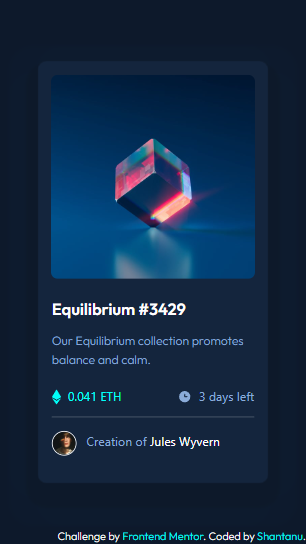 Equilibrium #3429
Our Equilibrium collection promotes
balance and calm.
0.041 ETH
3 days left
Creation of Jules Wyvern
Challenge by Frontend Mentor. Coded by Shantanu.